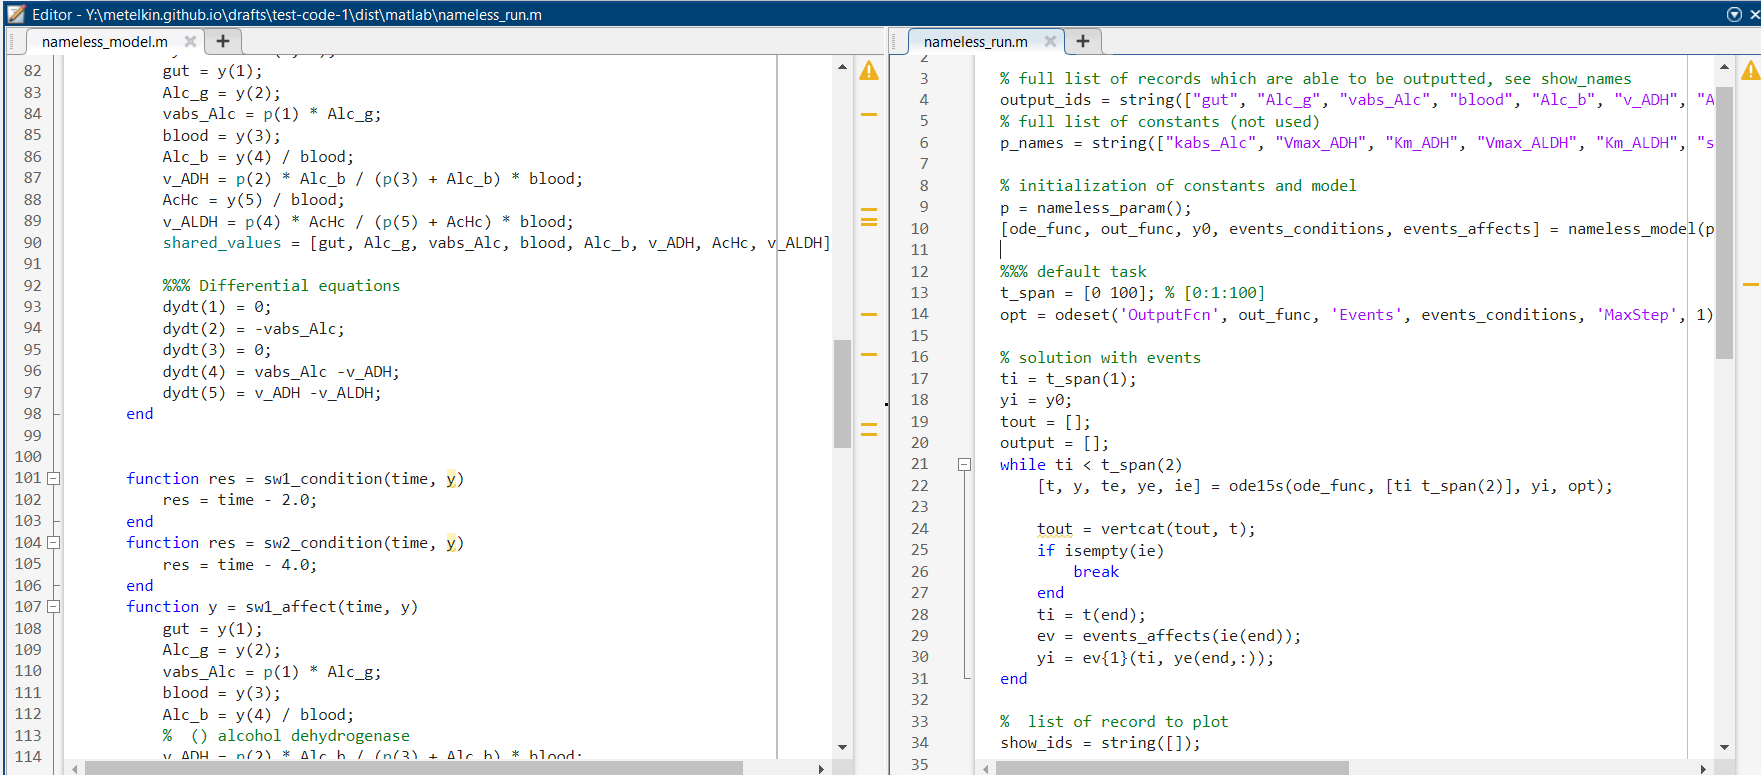 Editor - Y:\metelkin.github.io\drafts\test-code-1\dist\matlab\nameless_run.m
nameless_model.m
82 gut = y(1);
83 Alc_g = y(2);
84 vabs_Alc = p(1) * Alc_g;
85 blood = y(3);
86 Alc_b = y(4) / blood;
87 v_ADH = p(2) * Alc_b / (p(3) + Alc_b) * blood;
88 AcHc = y(5) / blood;
89 v_ALDH = p(4) * AcHc / (p(5) + AcHc) * blood;
90 shared_values = [gut, Alc_g, vabs_Alc, blood, Alc_b, v_ADH, AcHc, v_ALDH]
91
92 %%% Differential equations
93 dydt(1) = 0;
94 dydt(2) = -vabs_Alc;
95 dydt(3) = 0;
96 dydt(4) = vabs_Alc -v_ADH;
97 dydt(5) = v_ADH -v_ALDH;
98 end
99
100
101 function res = sw1_condition(time, y)
102 res = time - 2.0;
103 end
104 function res = sw2_condition(time, y)
105 res = time - 4.0;
106 end
107 function y = sw1_affect(time, y)
108 gut = y(1);
109 Alc_g = y(2);
110 vabs_Alc = p(1) * Alc_g;
111 blood = y(3);
112 Alc_b = y(4) / blood;
113 % () alcohol dehydrogenase
114 v_ADH = p(2) * Alc_b / (p(3) + Alc_b) * blood;
nameless_run.m
2
3 % full list of records which are able to be outputted, see show_names
4 output_ids = string(["gut", "Alc_g", "vabs_Alc", "blood", "Alc_b", "v_ADH", "A
5 % full list of constants (not used)
6 p_names = string(["kabs_Alc", "Vmax_ADH", "Km_ADH", "Vmax_ALDH", "Km_ALDH", "s
7
8 % initialization of constants and model
9 p = nameless_param();
10 [ode_func, out_func, y0, events_conditions, events_affects] = nameless_model(p
11
12 %%% default task
13 t_span = [0 100]; % [0:1:100]
14 opt = odeset('OutputFcn', out_func, 'Events', events_conditions, 'MaxStep', 1)
15
16 % solution with events
17 ti = t_span(1);
18 yi = y0;
19 tout = [];
20 output = [];
21 while ti < t_span(2)
22 [t, y, te, ye, ie] = ode15s(ode_func, [ti t_span(2)], yi, opt);
23
24 tout = vertcat(tout, t);
25 if isempty(ie)
26 break
27 end
28 ti = t(end);
29 ev = events_affects(ie(end));
30 yi = ev{1}(ti, ye(end,:));
31 end
32
33 % list of record to plot
34 show_ids = string([]);
35